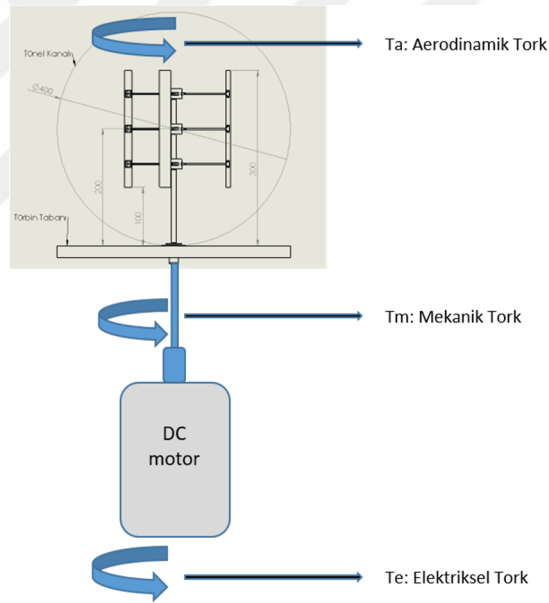 Ta: Aerodinamik Tork
Tünel Kanalı
Ø400
200
100
300
Türbin Tabanı
Tm: Mekanik Tork
DC
motor
Te: Elektriksel Tork